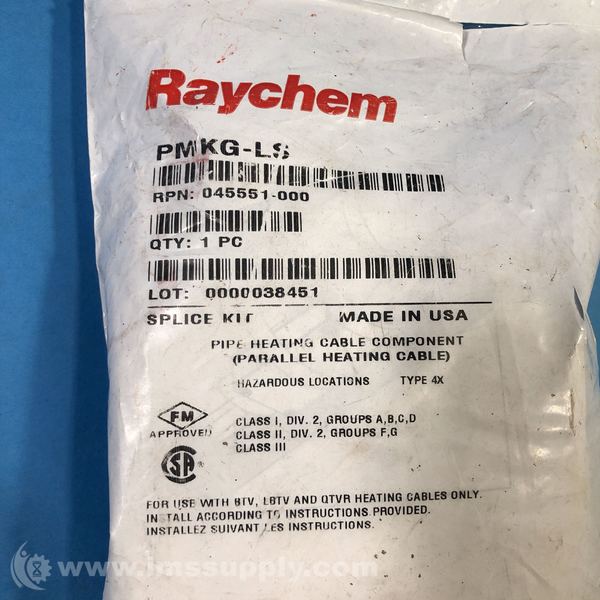 Raychem
PMKG-LS
RPN: 045551-000
QTY: 1 PC
LOT: 0000038451
SPLICE KIT MADE IN USA
PIPE HEATING CABLE COMPONENT
(PARALLEL HEATING CABLE)
HAZARDOUS LOCATIONS TYPE 4X
FM
APPROVED
CLASS I, DIV. 2, GROUPS A,B,C,D
CLASS II, DIV. 2, GROUPS F,G
CLASS III
SA
FOR USE WITH BTV, LBTV AND QTVR HEATING CABLES ONLY.
INSTALL ACCORDING TO INSTRUCTIONS PROVIDED.
INSTALLEZ SUIVANT LES INSTRUCTIONS.
www.imssupply.com